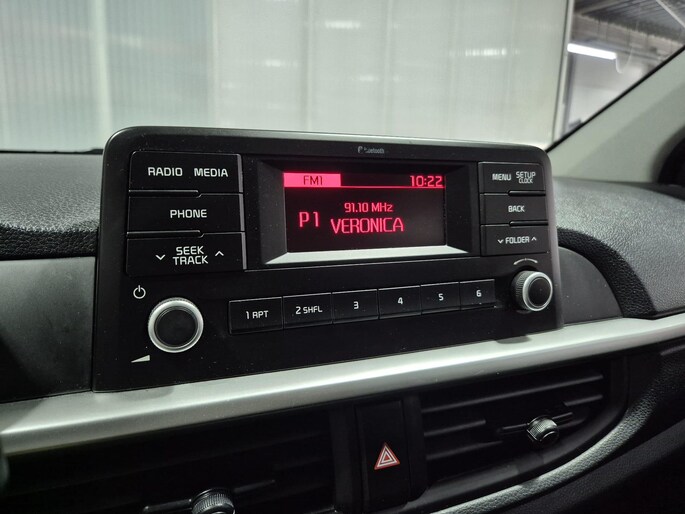 Bluetooth
RADIO MEDIA
FM1 10:22
MENU SETUP
CLOCK
PHONE
91.10 MHz
P1 VERONICA
BACK
SEEK
TRACK
FOLDER
1 RPT 2 SHFL 3 4 5 6